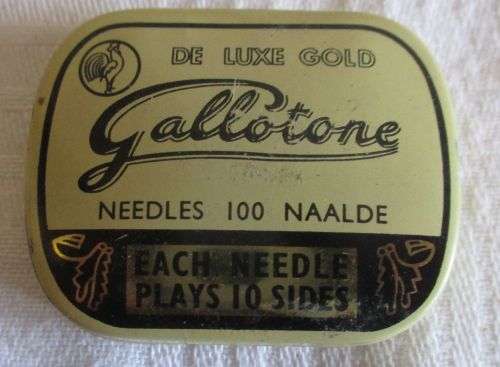 DE LUXE GOLD
Gallotone
NEEDLES 100 NAALDE
EACH NEEDLE
PLAYS 10 SIDES